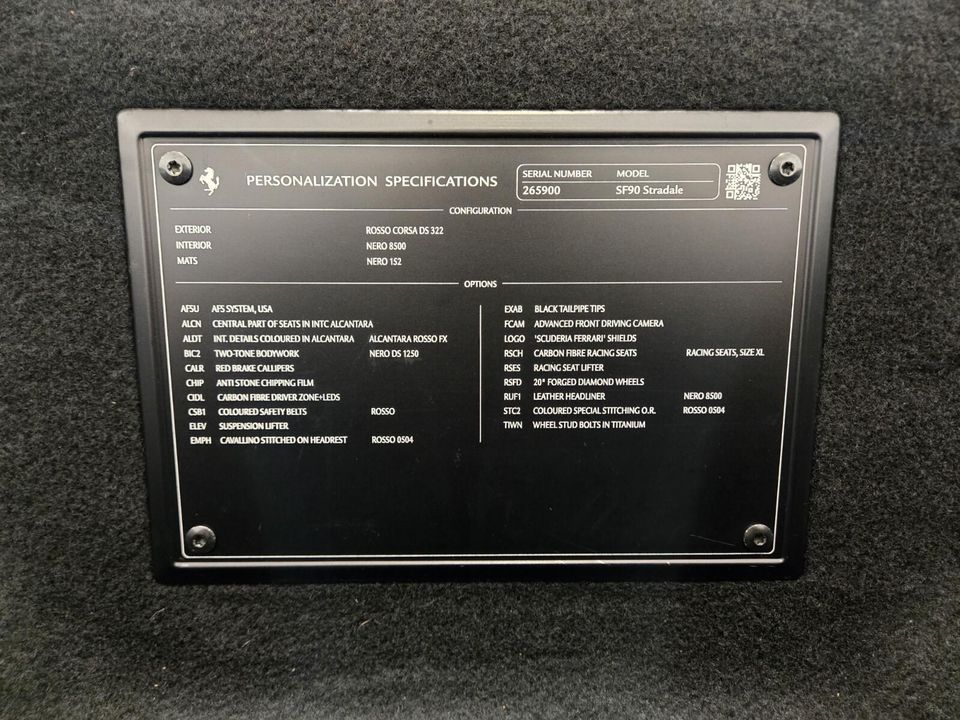 PERSONALIZATION SPECIFICATIONS
SERIAL NUMBER MODEL
265900 SF90 Stradale
CONFIGURATION
EXTERIOR ROSSO CORSA DS 322
INTERIOR NERO 8500
MATS NERO 152
OPTIONS
AFSU AFS SYSTEM, USA
ALCN CENTRAL PART OF SEATS IN INTC ALCANTARA
ALDT INT. DETAILS COLOURED IN ALCANTARA ALCANTARA ROSSO FX
BIC2 TWO-TONE BODYWORK NERO DS 1250
CALR RED BRAKE CALLIPERS
CHIP ANTI STONE CHIPPING FILM
CIDL CARBON FIBRE DRIVER ZONE+LEDS
CSB1 COLOURED SAFETY BELTS ROSSO
ELEV SUSPENSION LIFTER
EMPH CAVALLINO STITCHED ON HEADREST ROSSO 0504
EXAB BLACK TAILPIPE TIPS
FCAM ADVANCED FRONT DRIVING CAMERA
LOGO 'SCUDERIA FERRARI' SHIELDS
RSCH CARBON FIBRE RACING SEATS RACING SEATS, SIZE XL
RSES RACING SEAT LIFTER
RSFD 20" FORGED DIAMOND WHEELS
RUF1 LEATHER HEADLINER NERO 8500
STC2 COLOURED SPECIAL STITCHING O.R. ROSSO 0504
TIWN WHEEL STUD BOLTS IN TITANIUM